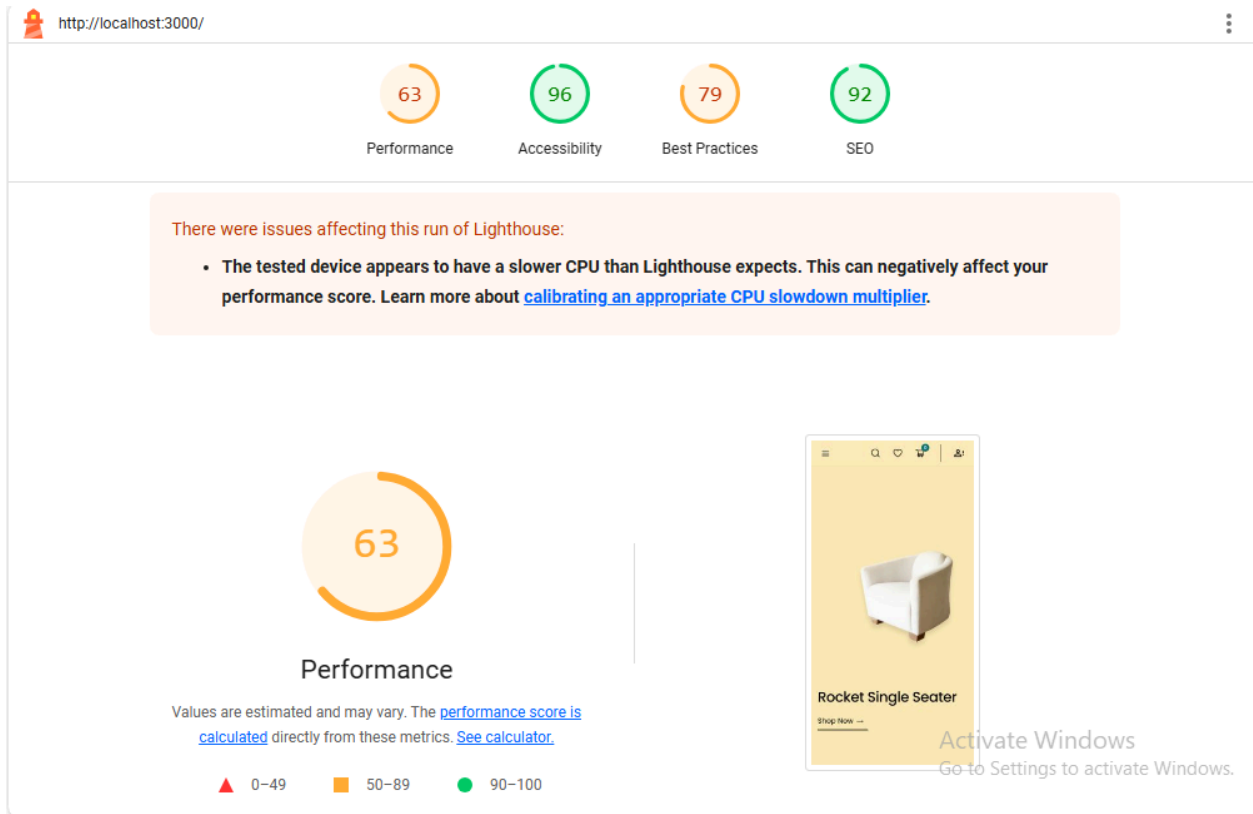 http://localhost:3000/
63
96
79
92
Performance
Accessibility
Best Practices
SEO
There were issues affecting this run of Lighthouse:
• The tested device appears to have a slower CPU than Lighthouse expects. This can negatively affect your
performance score. Learn more about calibrating an appropriate CPU slowdown multiplier.
63
Performance
Values are estimated and may vary. The performance score is
calculated directly from these metrics. See calculator.
0–49
50–89
90–100
Rocket Single Seater
Shop Now →
Activate Windows
Go to Settings to activate Windows.